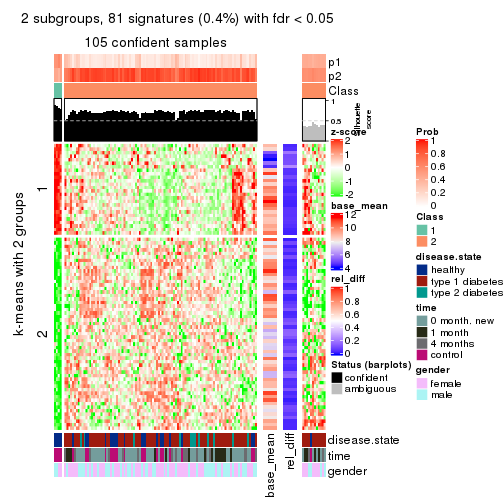 2 subgroups, 81 signatures (0.4%) with fdr < 0.05
105 confident samples
p1
p2
Class
1
0.5
0
silhouette
score
k-means with 2 groups
1
2
z-score
2
1
0
-1
-2
base_mean
12
10
8
6
4
rel_diff
1
0.8
0.6
0.4
0.2
0
Status (barplots)
confident
ambiguous
Prob
1
0.8
0.6
0.4
0.2
0
Class
1
2
disease.state
healthy
type 1 diabetes
type 2 diabetes
time
0 month. new
1 month
4 months
control
gender
female
male
disease.state
time
gender
base_mean
rel_diff